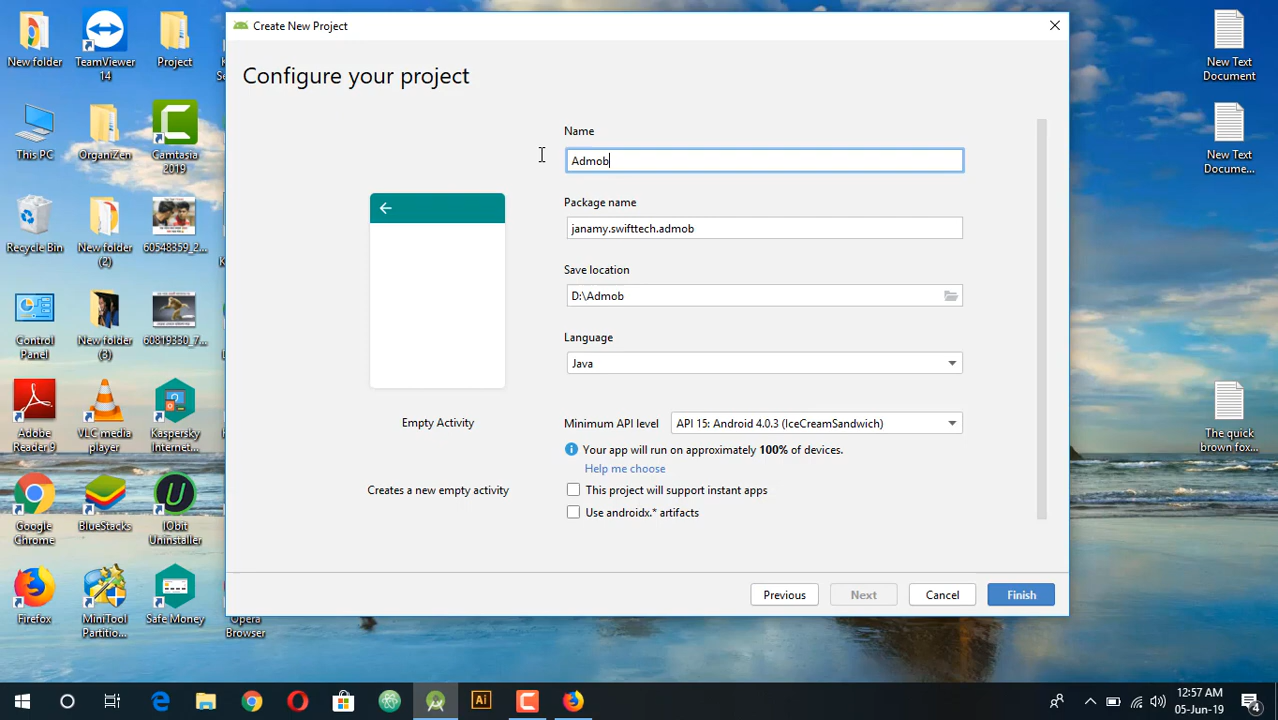 Create New Project
Configure your project
Name
Admob
Package name
janamy.swifttech.admob
Save location
D:\Admob
Language
Java
Empty Activity
Minimum API level
API 15: Android 4.0.3 (IceCreamSandwich)
Your app will run on approximately 100% of devices.
Help me choose
Creates a new empty activity
This project will support instant apps
Use androidx.* artifacts
Previous
Next
Cancel
Finish
New folder
TeamViewer
14
Project
This PC
OrganiZen
Camtasia
2019
Recycle Bin
New folder
(2)
60548359_2...
Control
Panel
New folder
(3)
60819330_7...
Adobe
Reader 9
VLC media
player
Kaspersky
Internet...
Google
Chrome
BlueStacks
IObit
Uninstaller
Firefox
MiniTool
Partitio...
Safe Money
Opera
Browser
New Text
Document
New Text
Docume...
The quick
brown fox...
12:57 AM
05-Jun-19
4